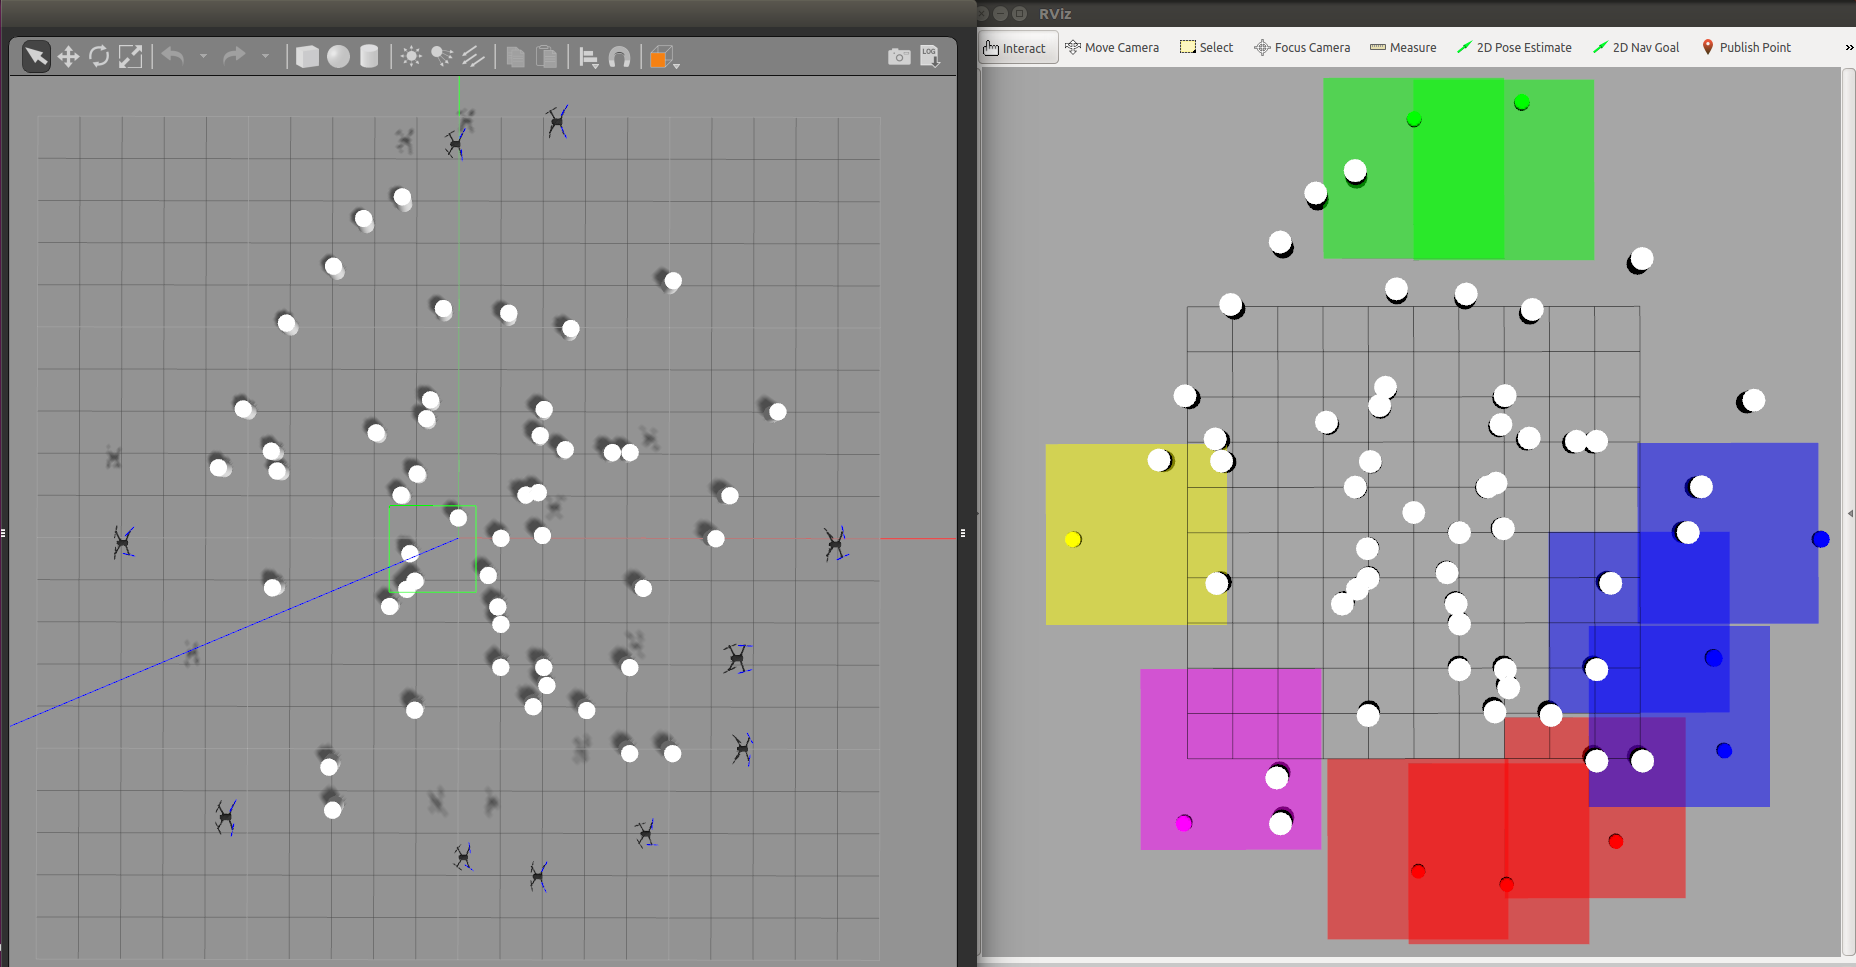 RViz
LOG
Interact Move Camera Select Focus Camera Measure 2D Pose Estimate 2D Nav Goal Publish Point »